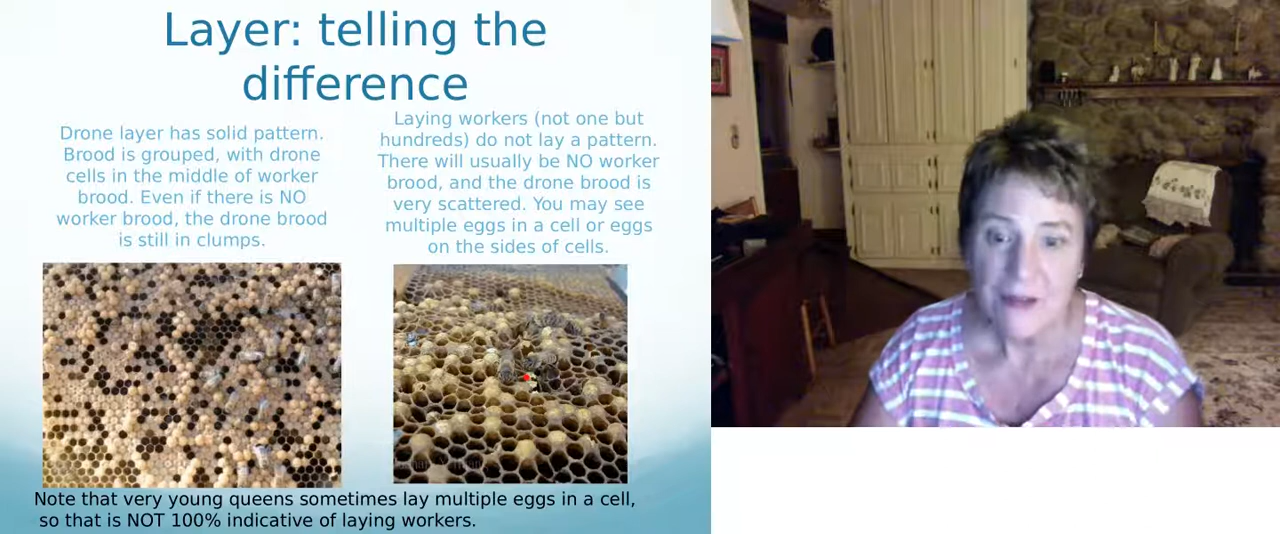 Layer: telling the
difference
Drone layer has solid pattern.
Brood is grouped, with drone
cells in the middle of worker
brood. Even if there is NO
worker brood, the drone brood
is still in clumps.
Laying workers (not one but
hundreds) do not lay a pattern.
There will usually be NO worker
brood, and the drone brood is
very scattered. You may see
multiple eggs in a cell or eggs
on the sides of cells.
Note that very young queens sometimes lay multiple eggs in a cell,
so that is NOT 100% indicative of laying workers.